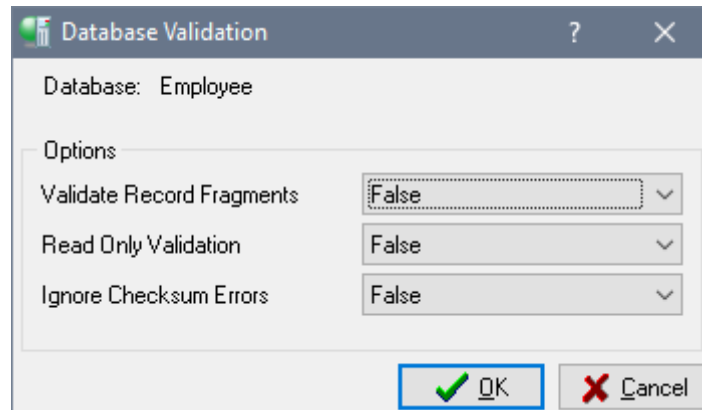 Database Validation ?
Database: Employee
Options
Validate Record Fragments False
Read Only Validation False
Ignore Checksum Errors False
OK Cancel